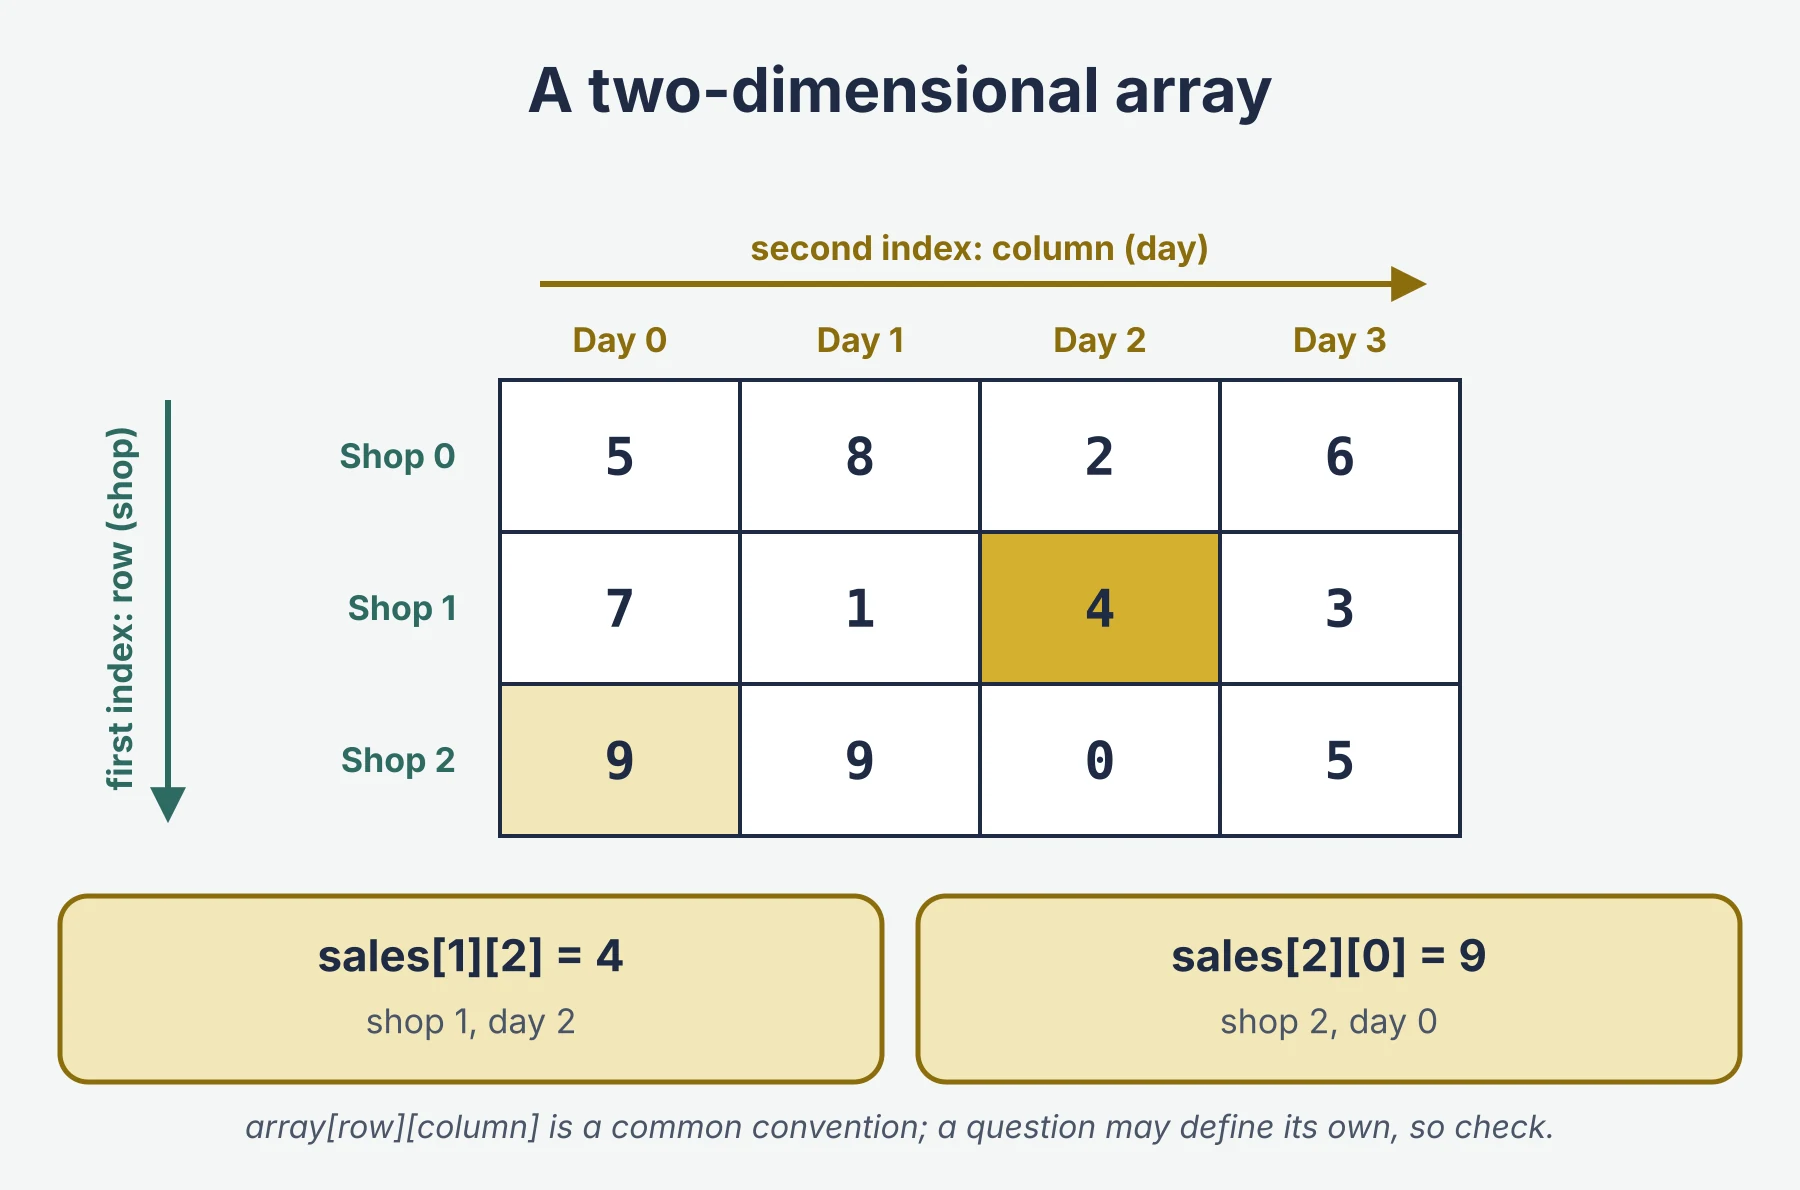 A two-dimensional array
second index: column (day)
Day 0 Day 1 Day 2 Day 3
first index: row (shop)
Shop 0 5 8 2 6
Shop 1 7 1 4 3
Shop 2 9 9 0 5
sales[1][2] = 4
shop 1, day 2
sales[2][0] = 9
shop 2, day 0
array[row][column] is a common convention; a question may define its own, so check.